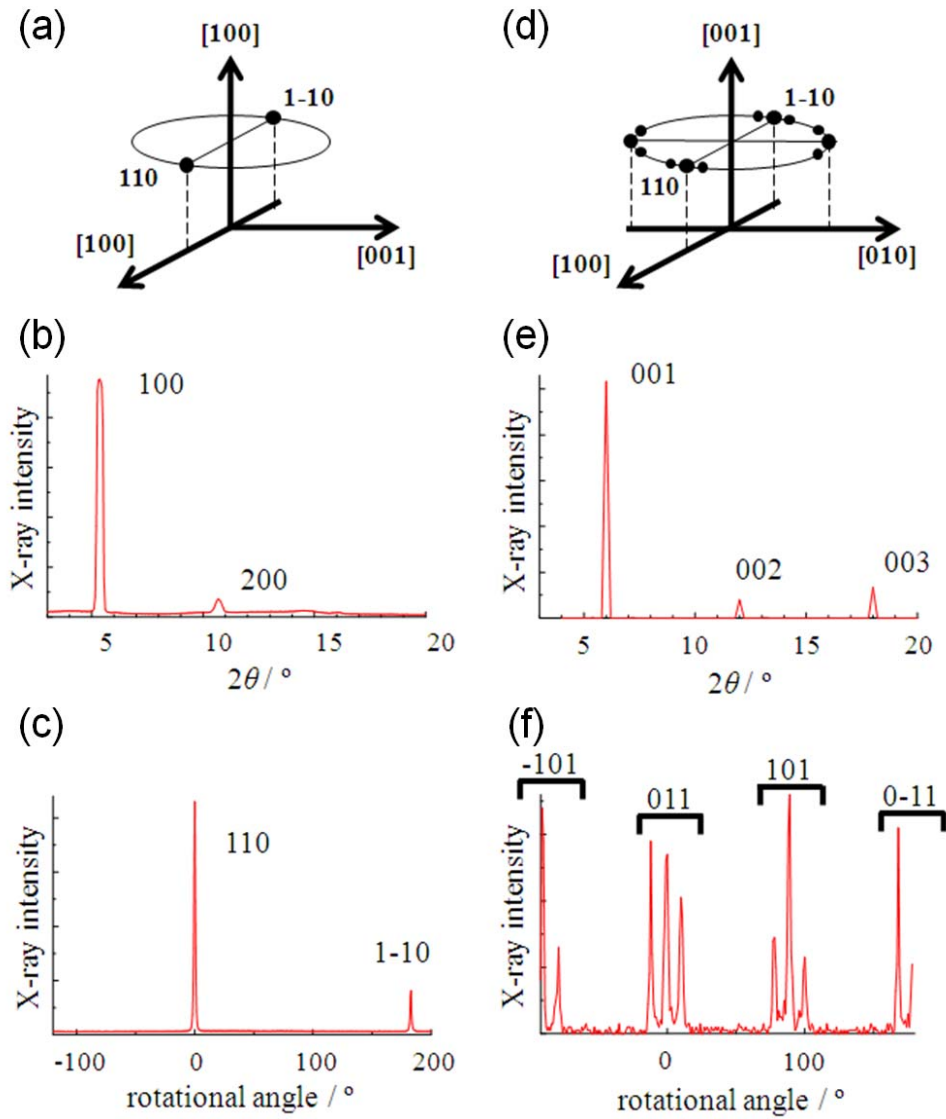 (a)
[100]
1-10
110
[100]
[001]
(d)
[001]
1-10
110
[100]
[010]
(b)
100
200
X-ray intensity
5 10 15 20
2θ / °
(e)
001
002
003
X-ray intensity
5 10 15 20
2θ / °
(c)
110
1-10
X-ray intensity
-100 0 100 200
rotational angle / °
(f)
-101
011
101
0-11
X-ray intensity
0 100
rotational angle / °